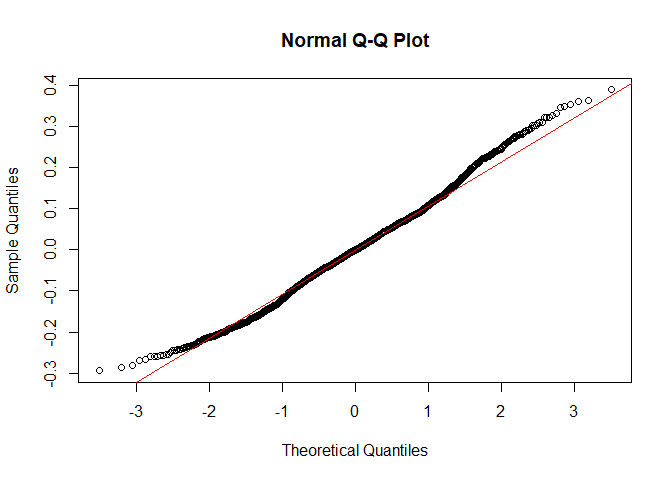 Normal Q-Q Plot
Sample Quantiles
0.4
0.3
0.2
0.1
0.0
-0.1
-0.2
-0.3
-3 -2 -1 0 1 2 3
Theoretical Quantiles